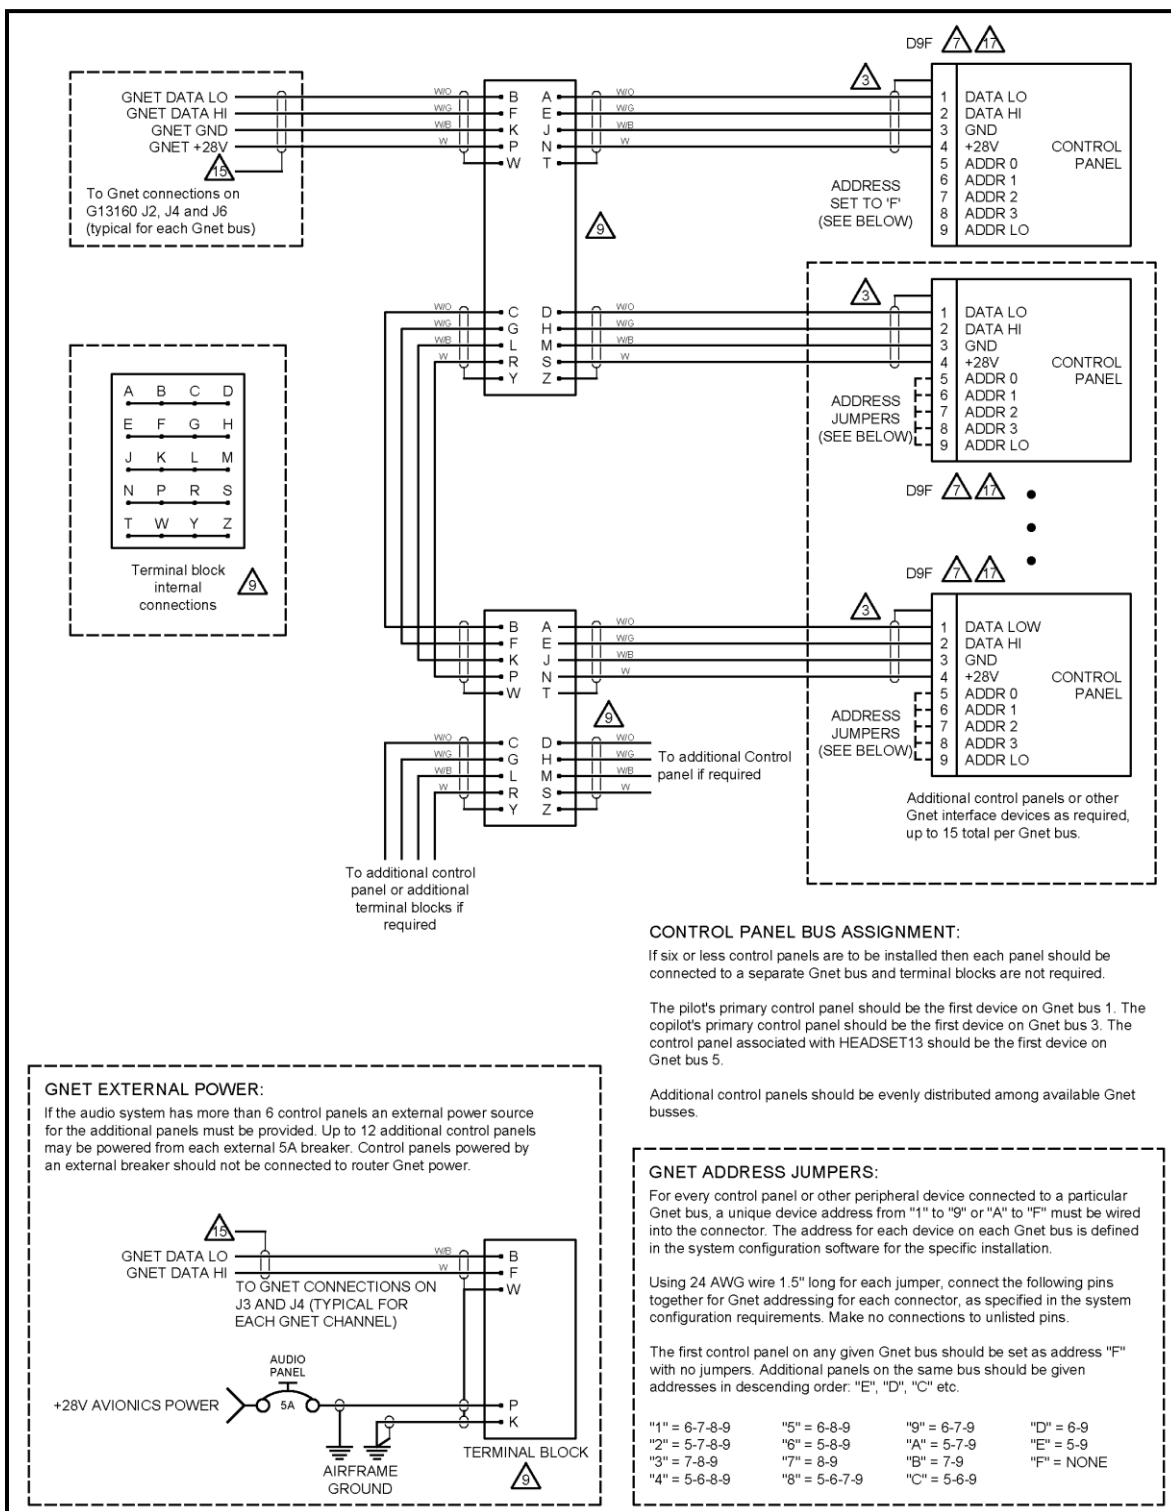 D9F 7 17
3
GNET DATA LO
GNET DATA HI
GNET GND
GNET +28V
15
To Gnet connections on
G13160 J2, J4 and J6
(typical for each Gnet bus)
W/O B A W/O
W/G F E W/G
W/B K J W/B
W P N W
W T
9
W/O C D W/O
W/G G H W/G
W/B L M W/B
W R S W
Y Z
1 DATA LO
2 DATA HI
3 GND
4 +28V
5 ADDR 0
6 ADDR 1
7 ADDR 2
8 ADDR 3
9 ADDR LO
CONTROL
PANEL
ADDRESS
SET TO 'F'
(SEE BELOW)
3
1 DATA LO
2 DATA HI
3 GND
4 +28V
5 ADDR 0
6 ADDR 1
7 ADDR 2
8 ADDR 3
9 ADDR LO
CONTROL
PANEL
ADDRESS
JUMPERS
(SEE BELOW)
D9F 7 17
A B C D
E F G H
J K L M
N P R S
T W Y Z
Terminal block
internal
connections
9
D9F 7 17
3
B A W/O
F E W/G
K J W/B
P N W
W T
9
W/O C D W/O
W/G G H W/G
W/B L M W/B
W R S W
Y Z
To additional Control
panel if required
1 DATA LOW
2 DATA HI
3 GND
4 +28V
5 ADDR 0
6 ADDR 1
7 ADDR 2
8 ADDR 3
9 ADDR LO
CONTROL
PANEL
ADDRESS
JUMPERS
(SEE BELOW)
Additional control panels or other
Gnet interface devices as required,
up to 15 total per Gnet bus.
To additional control
panel or additional
terminal blocks if
required
CONTROL PANEL BUS ASSIGNMENT:
If six or less control panels are to be installed then each panel should be
connected to a separate Gnet bus and terminal blocks are not required.
The pilot's primary control panel should be the first device on Gnet bus 1. The
copilot's primary control panel should be the first device on Gnet bus 3. The
control panel associated with HEADSET13 should be the first device on
Gnet bus 5.
Additional control panels should be evenly distributed among available Gnet
busses.
GNET EXTERNAL POWER:
If the audio system has more than 6 control panels an external power source
for the additional panels must be provided. Up to 12 additional control panels
may be powered from each external 5A breaker. Control panels powered by
an external breaker should not be connected to router Gnet power.
15
GNET DATA LO W/B B
GNET DATA HI W F
W
TO GNET CONNECTIONS ON
J3 AND J4 (TYPICAL FOR
EACH GNET CHANNEL)
AUDIO
PANEL
+28V AVIONICS POWER 5A P
K
AIRFRAME
GROUND
TERMINAL BLOCK
9
GNET ADDRESS JUMPERS:
For every control panel or other peripheral device connected to a particular
Gnet bus, a unique device address from "1" to "9" or "A" to "F" must be wired
into the connector. The address for each device on each Gnet bus is defined
in the system configuration software for the specific installation.
Using 24 AWG wire 1.5" long for each jumper, connect the following pins
together for Gnet addressing for each connector, as specified in the system
configuration requirements. Make no connections to unlisted pins.
The first control panel on any given Gnet bus should be set as address "F"
with no jumpers. Additional panels on the same bus should be given
addresses in descending order: "E", "D", "C" etc.
"1" = 6-7-8-9 "5" = 6-8-9 "9" = 6-7-9 "D" = 6-9
"2" = 5-7-8-9 "6" = 5-8-9 "A" = 5-7-9 "E" = 5-9
"3" = 7-8-9 "7" = 8-9 "B" = 7-9 "F" = NONE
"4" = 5-6-8-9 "8" = 5-6-7-9 "C" = 5-6-9